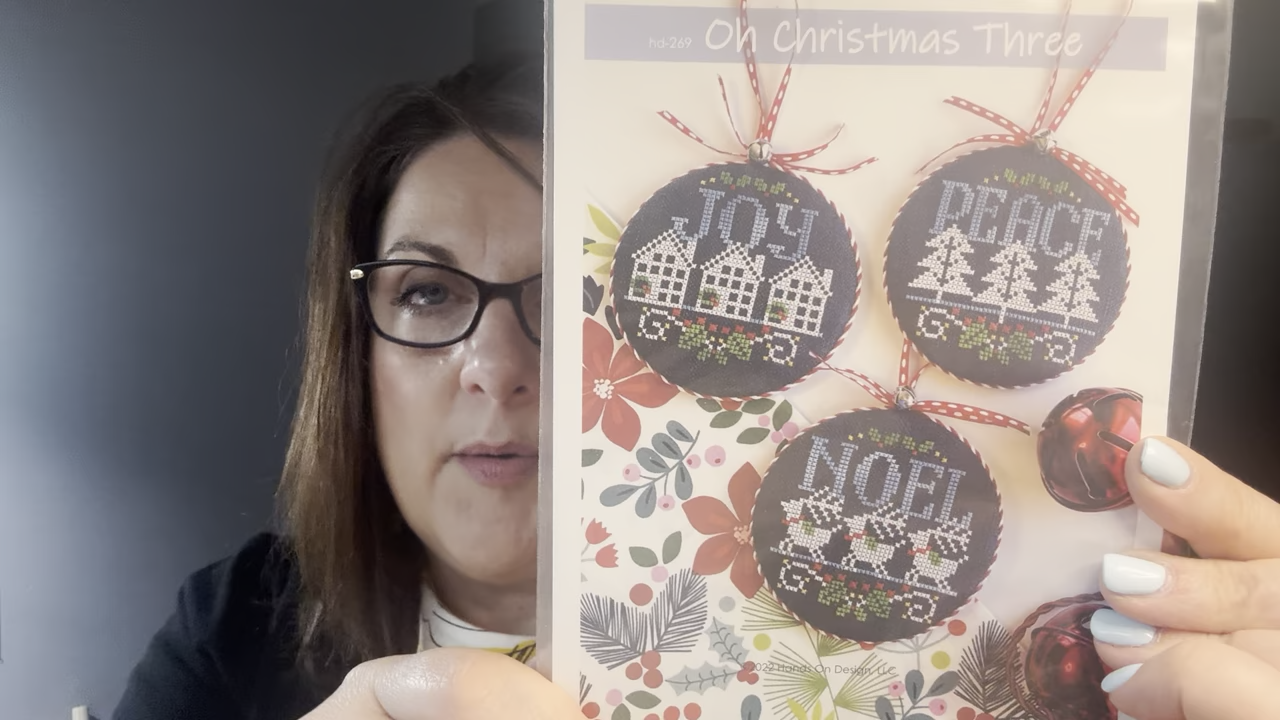 hd-269 Oh Christmas Three
JOY
PEACE
NOEL
©2022 Hands On Design, LLC